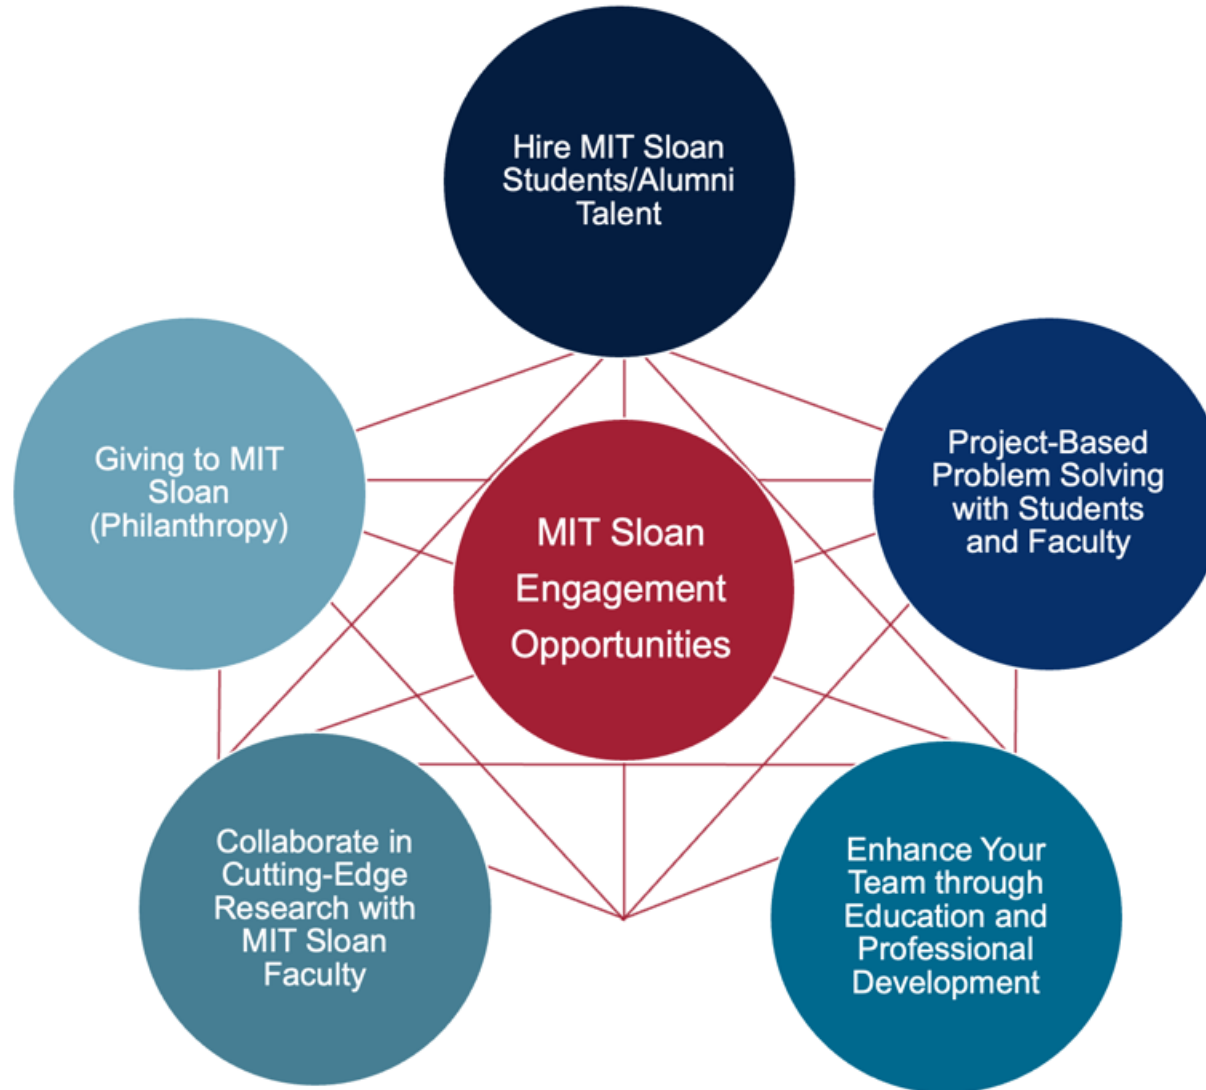 Hire MIT Sloan
Students/Alumni
Talent
Giving to MIT
Sloan
(Philanthropy)
Project-Based
Problem Solving
with Students
and Faculty
MIT Sloan
Engagement
Opportunities
Collaborate in
Cutting-Edge
Research with
MIT Sloan
Faculty
Enhance Your
Team through
Education and
Professional
Development